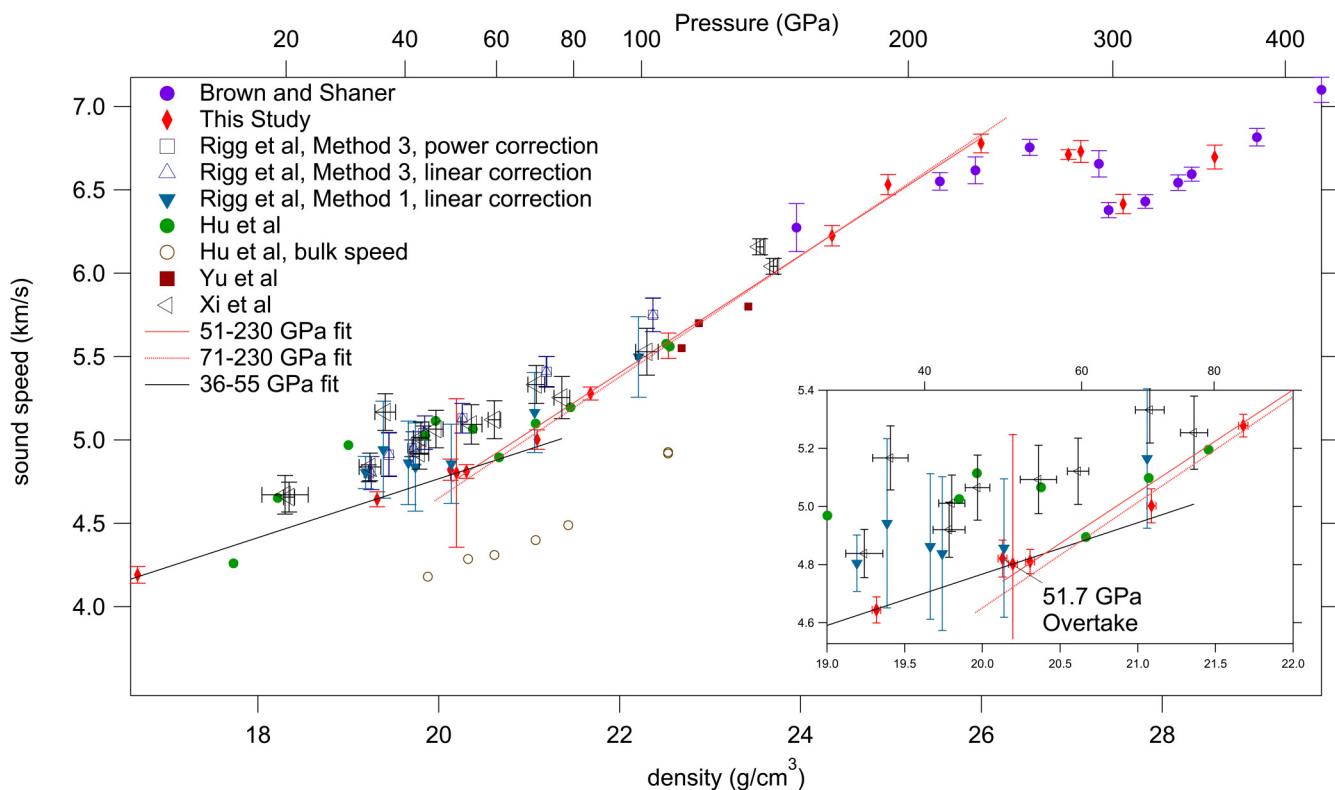 Pressure (GPa)
20 40 60 80 100 200 300 400
7.0
6.5
6.0
5.5
5.0
4.5
4.0
sound speed (km/s)
Brown and Shaner
This Study
Rigg et al, Method 3, power correction
Rigg et al, Method 3, linear correction
Rigg et al, Method 1, linear correction
Hu et al
Hu et al, bulk speed
Yu et al
Xi et al
51-230 GPa fit
71-230 GPa fit
36-55 GPa fit
40 60 80
5.4
5.2
5.0
4.8
4.6
51.7 GPa
Overtake
19.0 19.5 20.0 20.5 21.0 21.5 22.0
18 20 22 24 26 28
density (g/cm³)